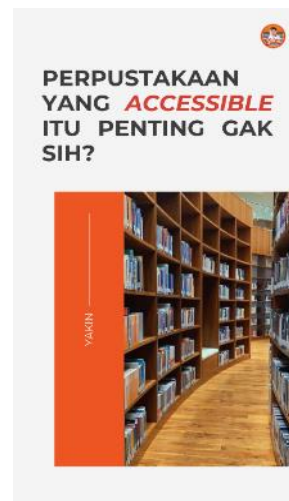 PERPUSTAKAAN
YANG ACCESSIBLE
ITU PENTING GAK
SIH?
YAKIN